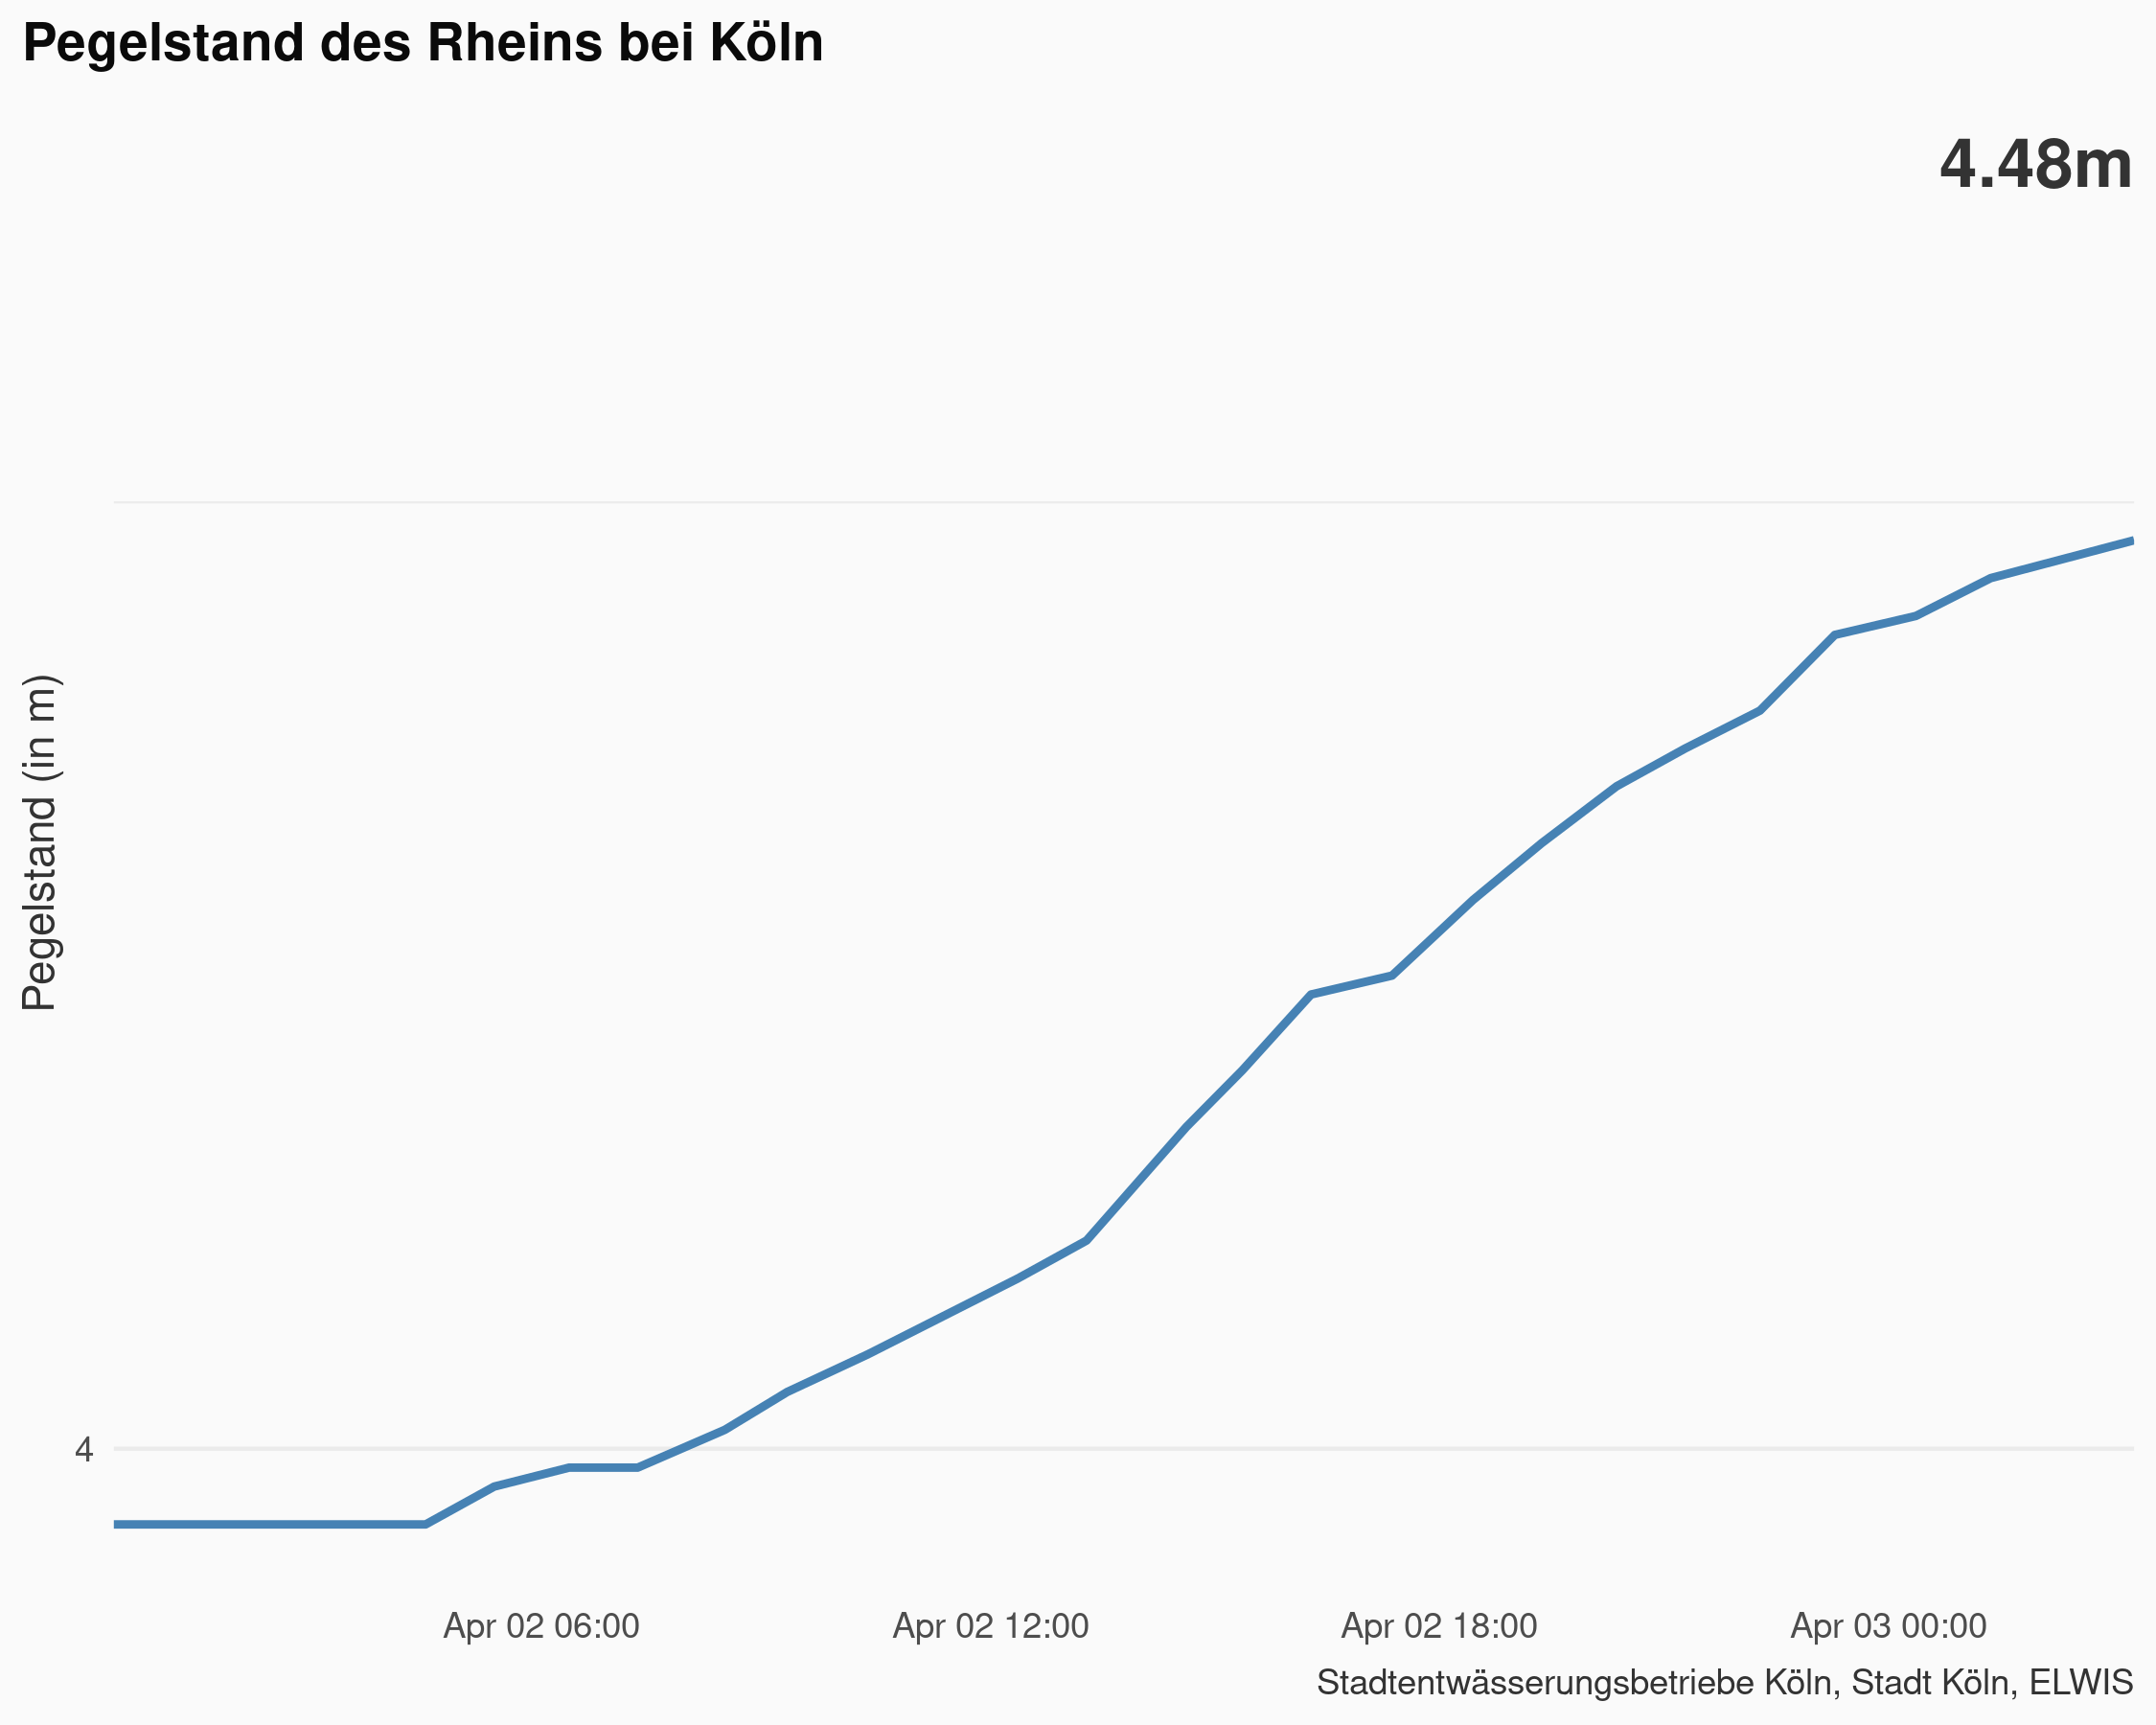 Pegelstand des Rheins bei Köln
4.48m
Pegelstand (in m)
4
Apr 02 06:00 Apr 02 12:00 Apr 02 18:00 Apr 03 00:00
Stadtentwässerungsbetriebe Köln, Stadt Köln, ELWIS